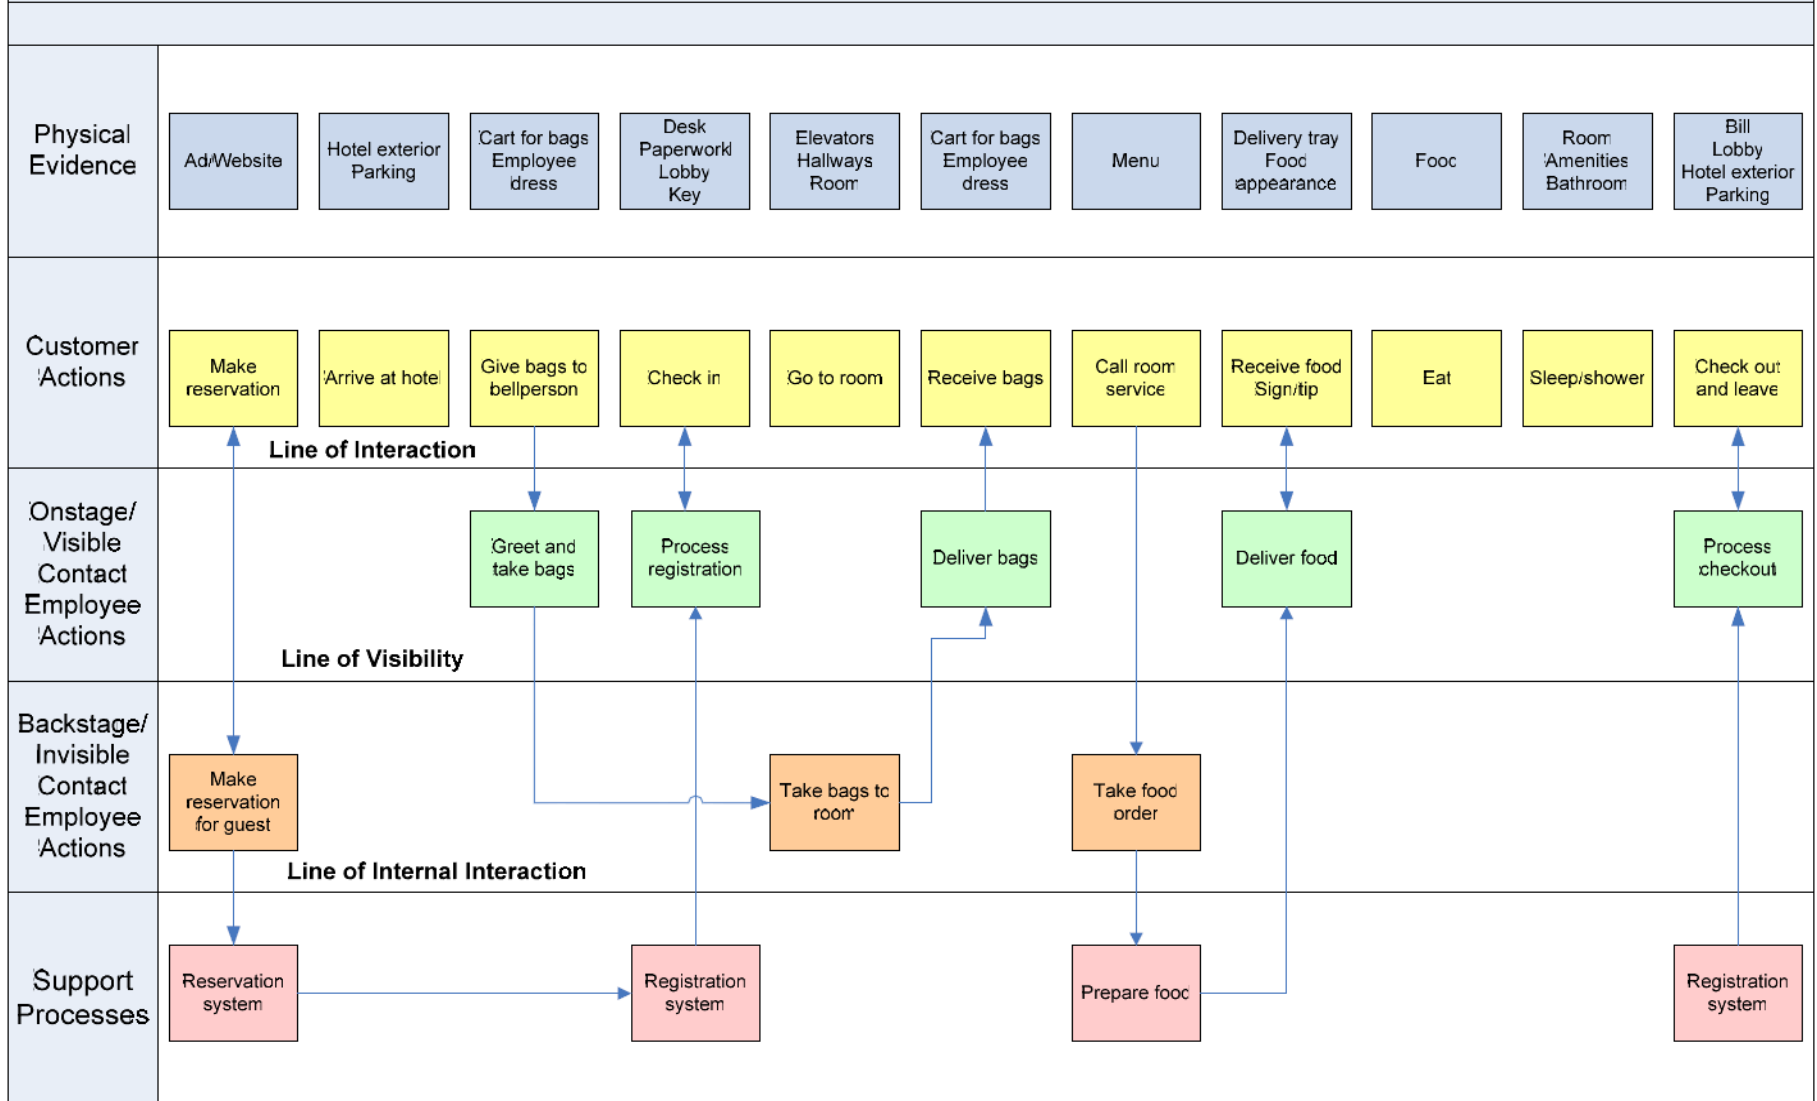 Physical
Evidence
Ad/Website
Hotel exterior
Parking
Cart for bags
Employee
dress
Desk
Paperwork
Lobby
Key
Elevators
Hallways
Room
Cart for bags
Employee
dress
Menu
Delivery tray
Food
appearance
Food
Room
Amenities
Bathroom
Bill
Lobby
Hotel exterior
Parking
Customer
Actions
Make
reservation
Arrive at hotel
Give bags to
bellperson
Check in
Go to room
Receive bags
Call room
service
Receive food
Sign/tip
Eat
Sleep/shower
Check out
and leave
Line of Interaction
Onstage/
Visible
Contact
Employee
Actions
Greet and
take bags
Process
registration
Deliver bags
Deliver food
Process
checkout
Line of Visibility
Backstage/
Invisible
Contact
Employee
Actions
Make
reservation
for guest
Take bags to
room
Take food
order
Line of Internal Interaction
Support
Processes
Reservation
system
Registration
system
Prepare food
Registration
system